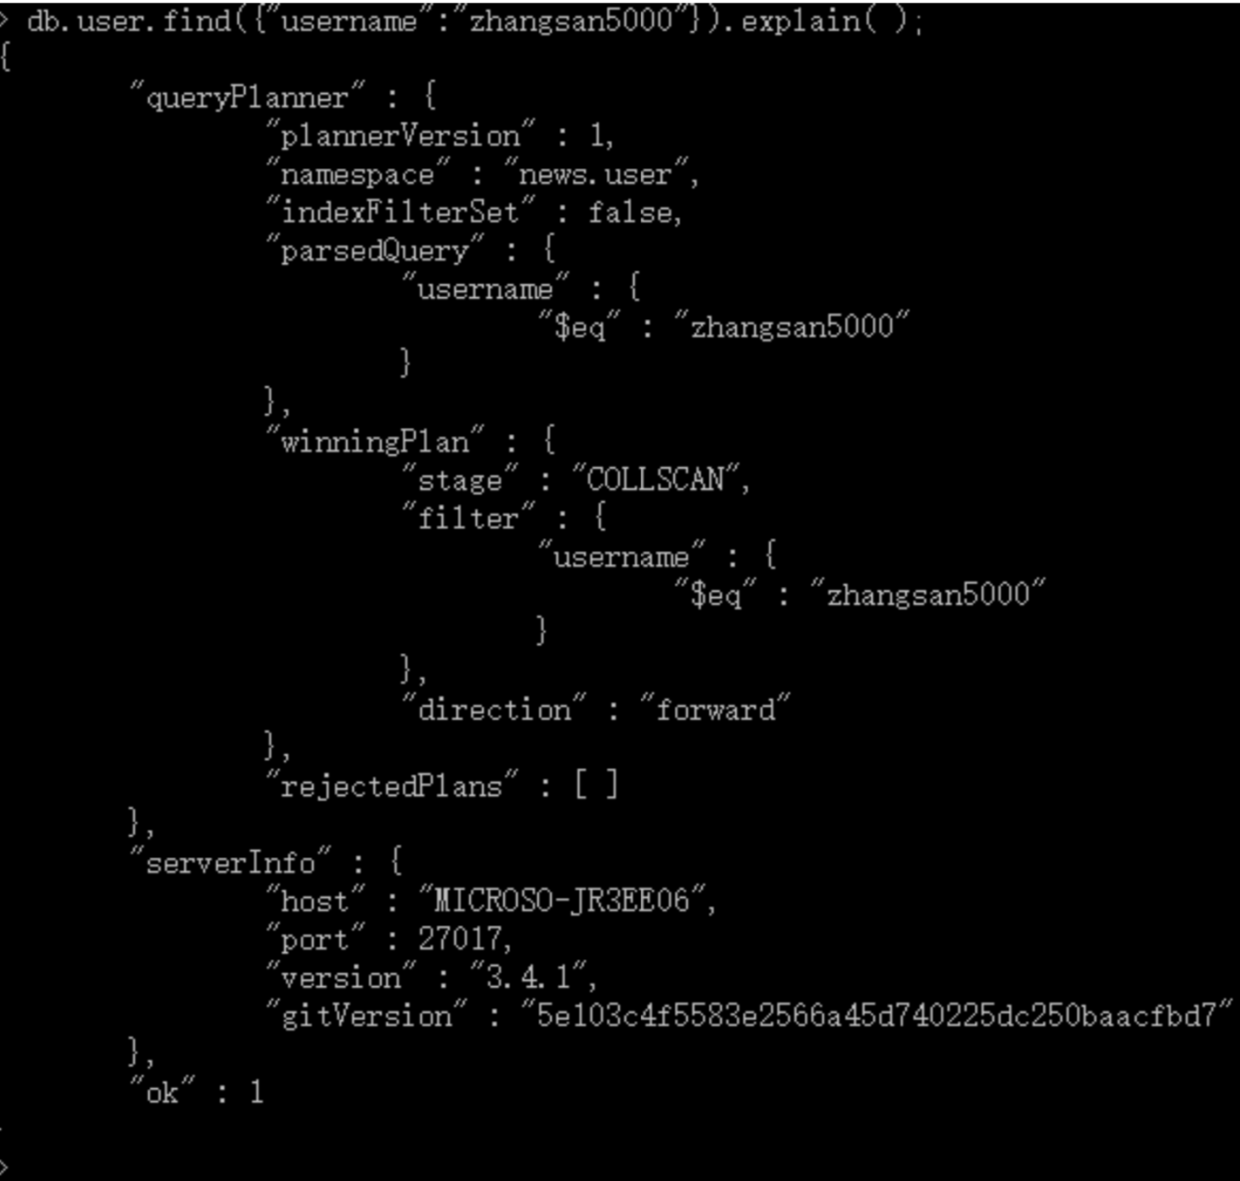 > db.user.find({"username":"zhangsan5000"}).explain( );
{
"queryPlanner" : {
"plannerVersion" : 1,
"namespace" : "news.user",
"indexFilterSet" : false,
"parsedQuery" : {
"username" : {
"$eq" : "zhangsan5000"
}
},
"winningPlan" : {
"stage" : "COLLSCAN",
"filter" : {
"username" : {
"$eq" : "zhangsan5000"
}
},
"direction" : "forward"
},
"rejectedPlans" : [ ]
},
"serverInfo" : {
"host" : "MICROSO-JR3EE06",
"port" : 27017,
"version" : "3.4.1",
"gitVersion" : "5e103c4f5583e2566a45d740225dc250baacfbd7"
},
"ok" : 1
>